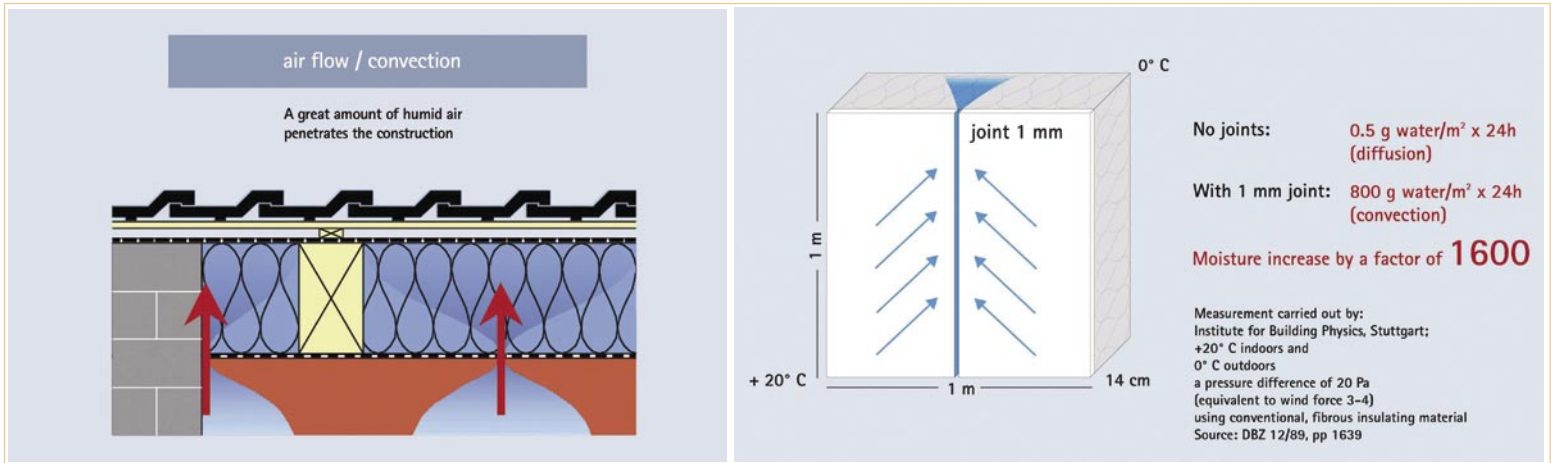 air flow / convection
A great amount of humid air
penetrates the construction
0° C
joint 1 mm
1 m
+ 20° C
1 m
14 cm
No joints:
0.5 g water/m² x 24h
(diffusion)
With 1 mm joint:
800 g water/m² x 24h
(convection)
Moisture increase by a factor of 1600
Measurement carried out by:
Institute for Building Physics, Stuttgart;
+20° C indoors and
0° C outdoors
a pressure difference of 20 Pa
(equivalent to wind force 3-4)
using conventional, fibrous insulating material
Source: DBZ 12/89, pp 1639